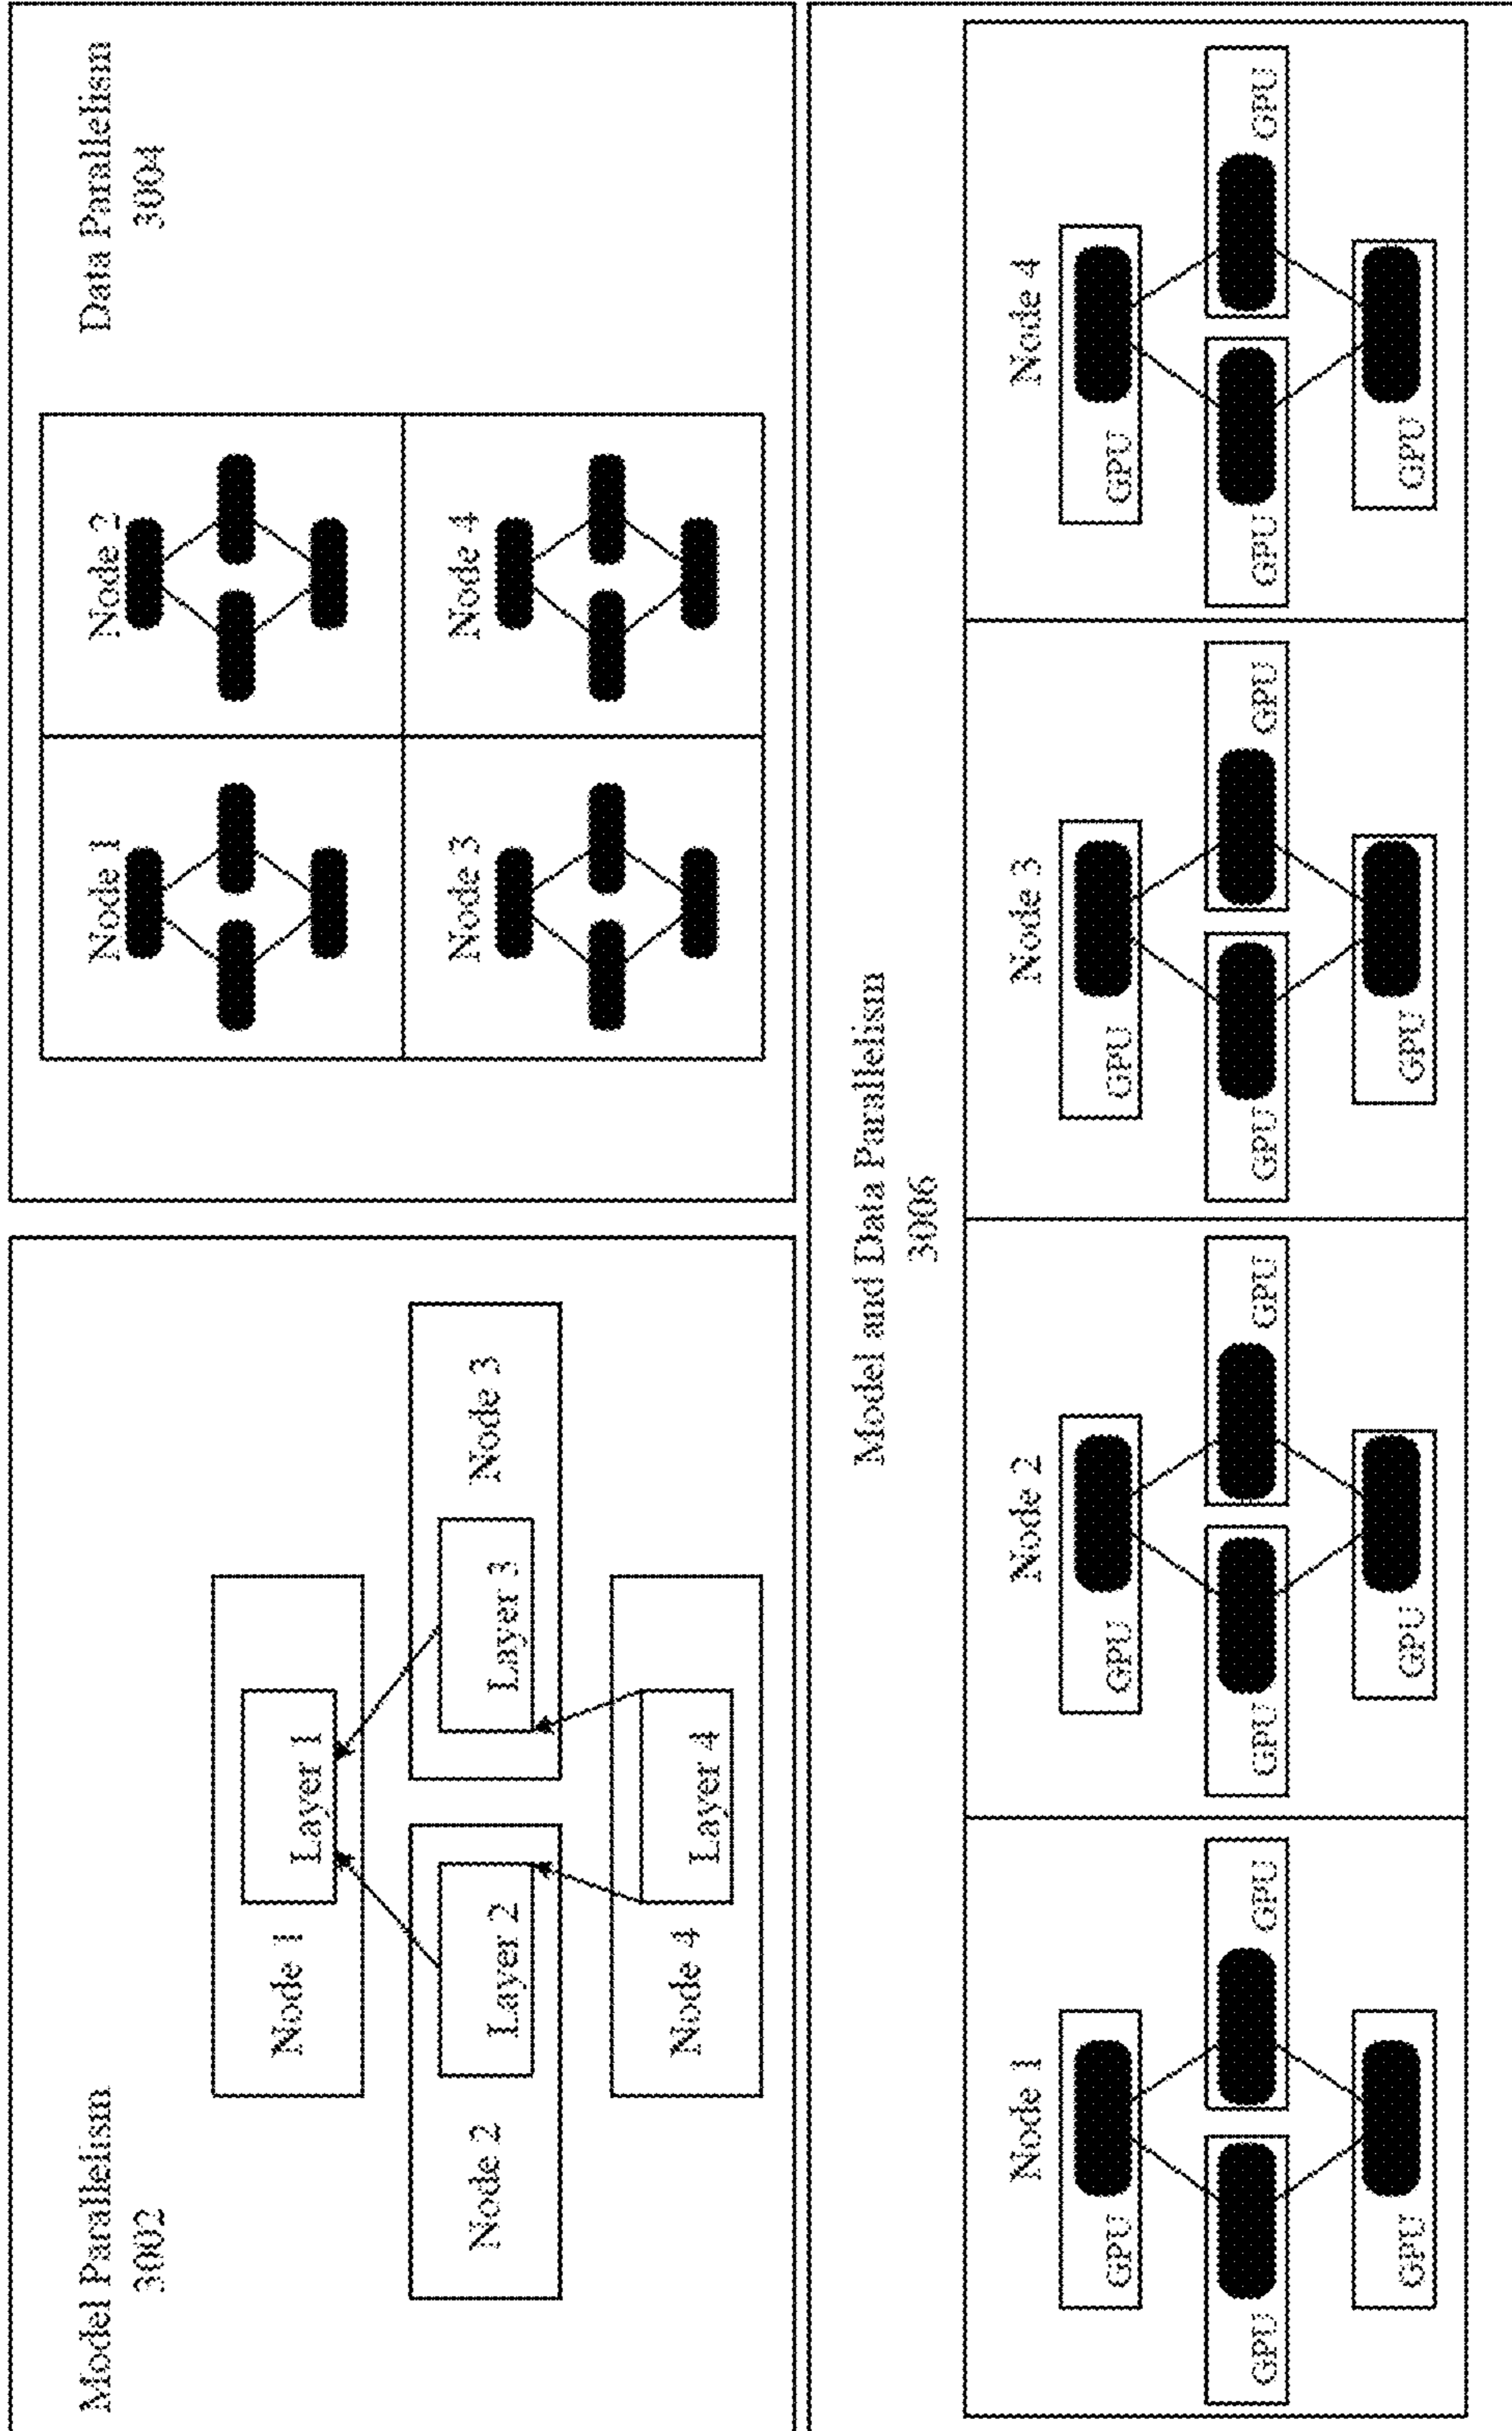 Model Parallelism
3002
Node 1
Layer 1
Node 2
Layer 2
Layer 3
Node 3
Node 4
Layer 4
Data Parallelism
3004
Node 1
Node 2
Node 3
Node 4
Model and Data Parallelism
3006
Node 1
GPU
GPU
GPU
GPU
Node 2
GPU
GPU
GPU
GPU
Node 3
GPU
GPU
GPU
GPU
Node 4
GPU
GPU
GPU
GPU